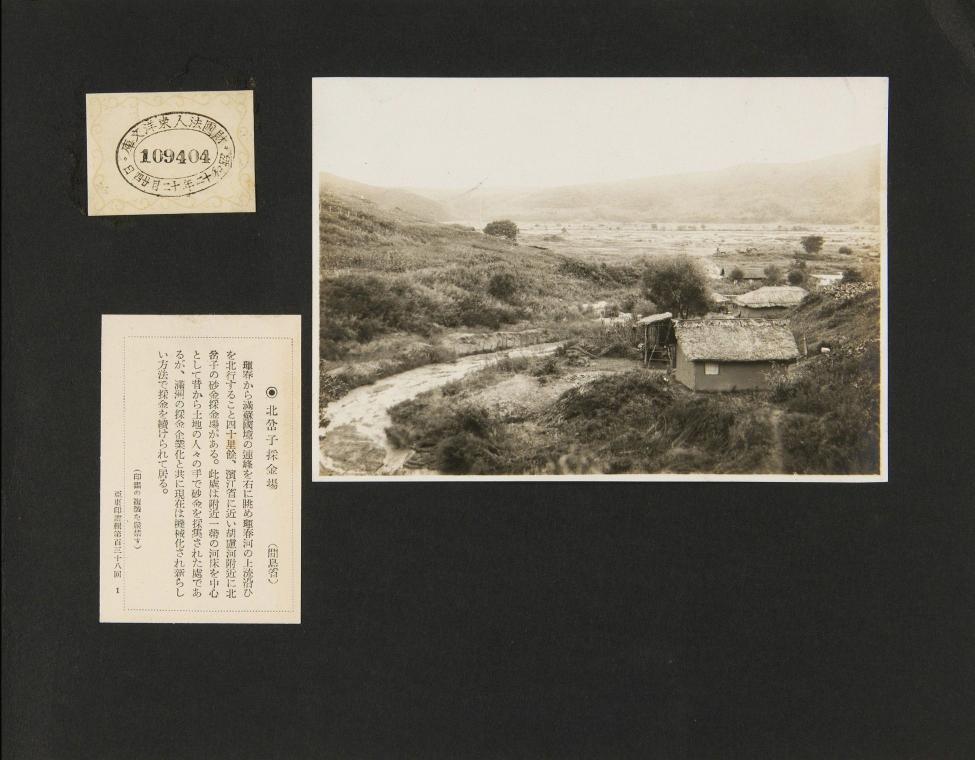 財團法人東洋文庫
109404
昭和十二年十二月廿四日
◉ 北岔子採金場　（間島省）
琿春から滿蘇國境の連峰を右に眺め琿春河の上流沿ひ
を北行すること四十里餘、濱江省に近い胡盧河附近に北
岔子の砂金採金場がある。此處は附近一帶の河床を中心
として昔から土地の人々の手で砂金を採集された處であ
るが、滿洲の採金企業化と共に現在は機械化され新らし
い方法で採金を續けられて居る。
（印畫の複製を嚴禁す）
亞東印畫輯第百三十八回　1